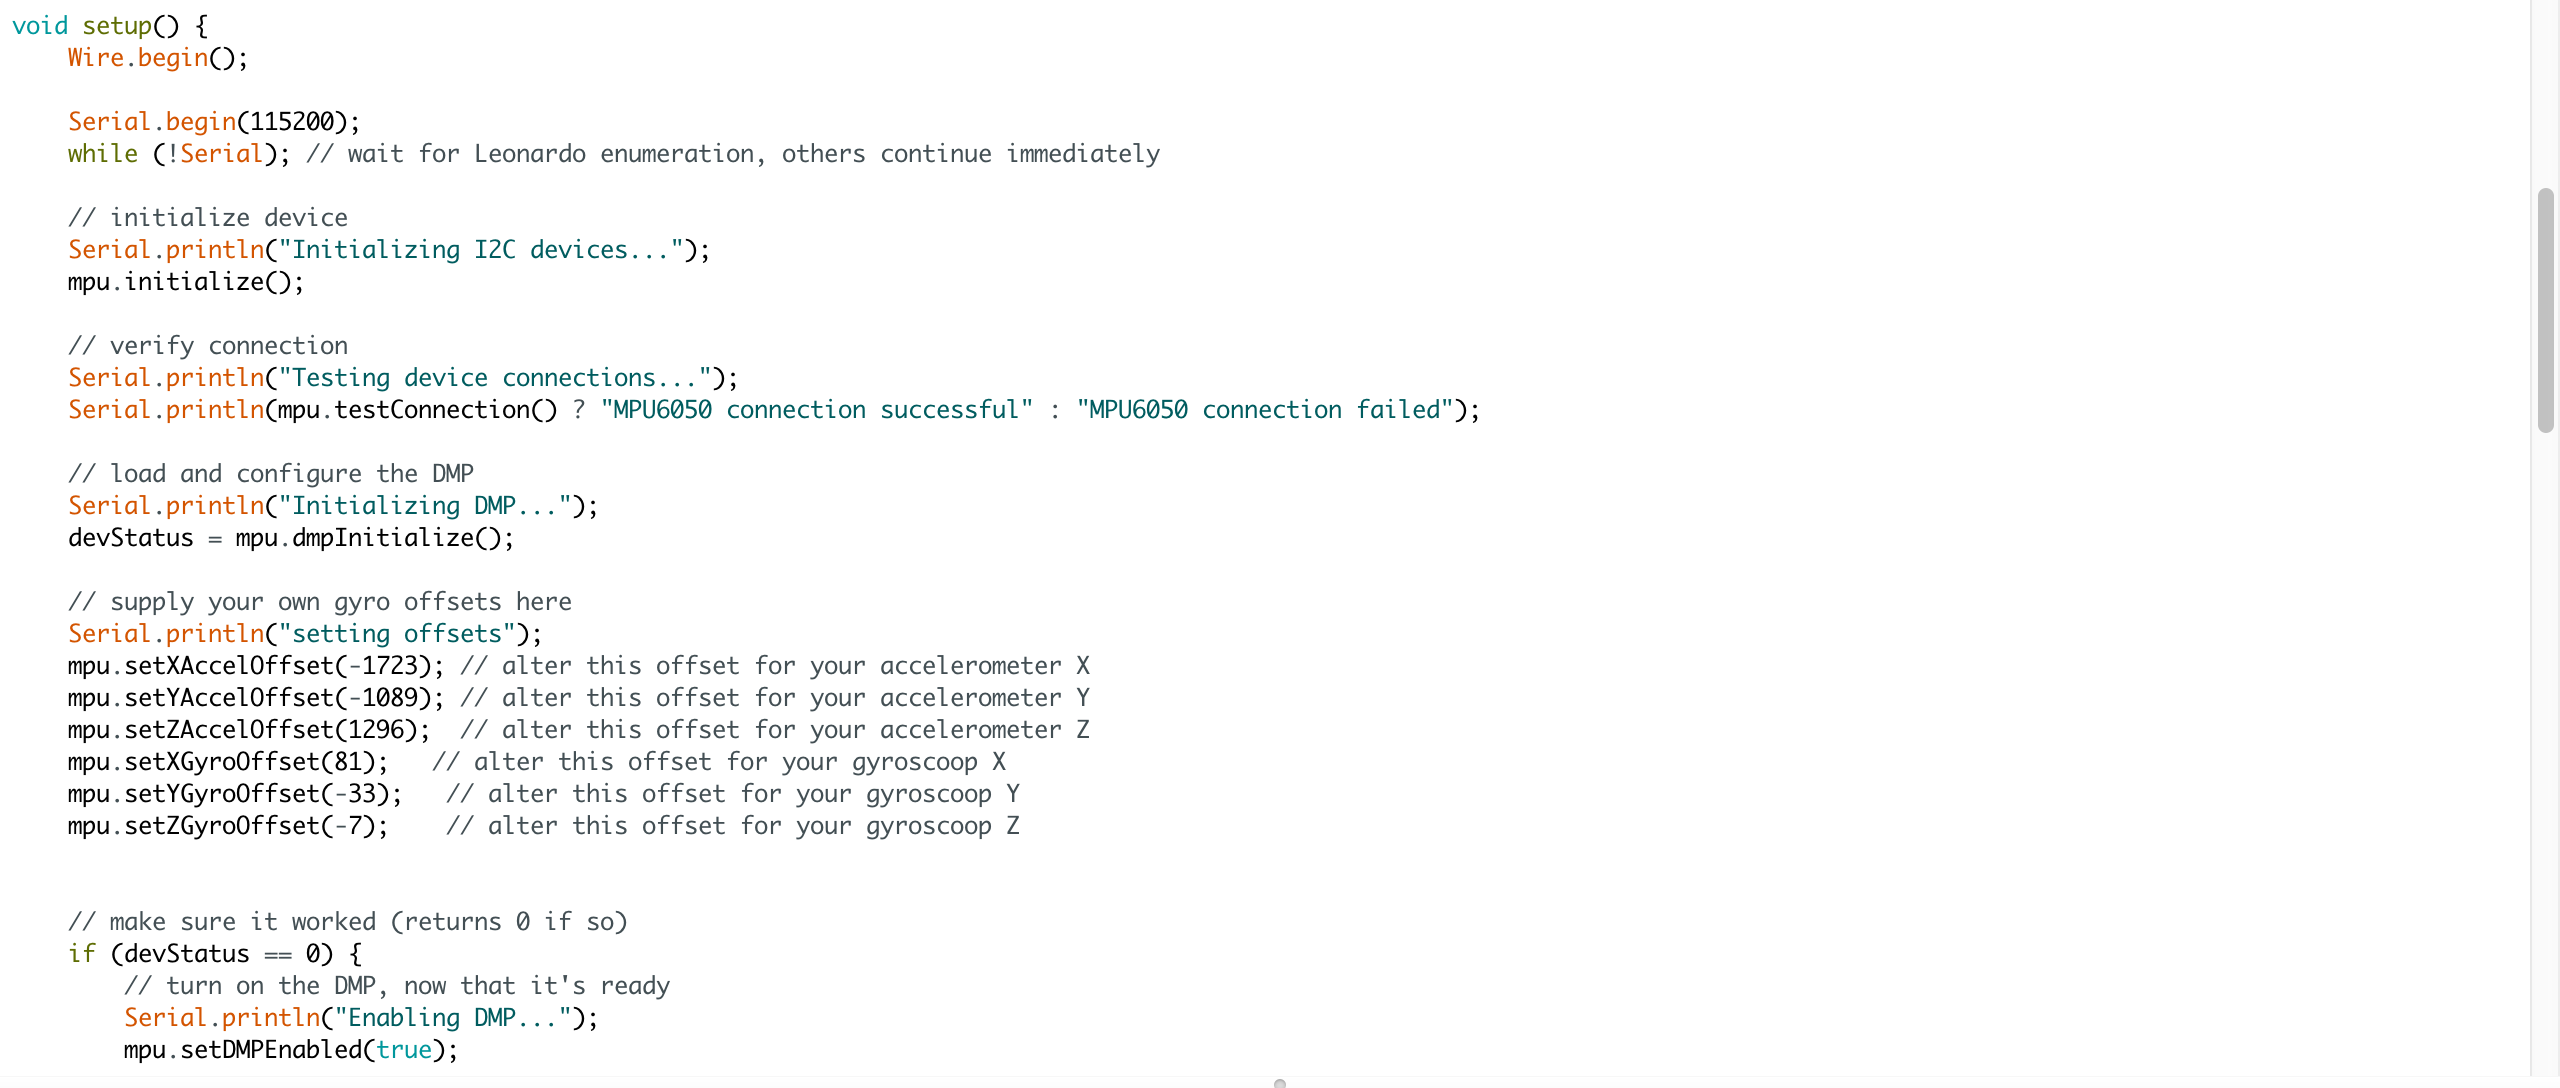 void setup() {
    Wire.begin();

    Serial.begin(115200);
    while (!Serial); // wait for Leonardo enumeration, others continue immediately

    // initialize device
    Serial.println("Initializing I2C devices...");
    mpu.initialize();

    // verify connection
    Serial.println("Testing device connections...");
    Serial.println(mpu.testConnection() ? "MPU6050 connection successful" : "MPU6050 connection failed");

    // load and configure the DMP
    Serial.println("Initializing DMP...");
    devStatus = mpu.dmpInitialize();

    // supply your own gyro offsets here
    Serial.println("setting offsets");
    mpu.setXAccelOffset(-1723); // alter this offset for your accelerometer X
    mpu.setYAccelOffset(-1089); // alter this offset for your accelerometer Y
    mpu.setZAccelOffset(1296);  // alter this offset for your accelerometer Z
    mpu.setXGyroOffset(81);   // alter this offset for your gyroscoop X
    mpu.setYGyroOffset(-33);   // alter this offset for your gyroscoop Y
    mpu.setZGyroOffset(-7);    // alter this offset for your gyroscoop Z


    // make sure it worked (returns 0 if so)
    if (devStatus == 0) {
        // turn on the DMP, now that it's ready
        Serial.println("Enabling DMP...");
        mpu.setDMPEnabled(true);